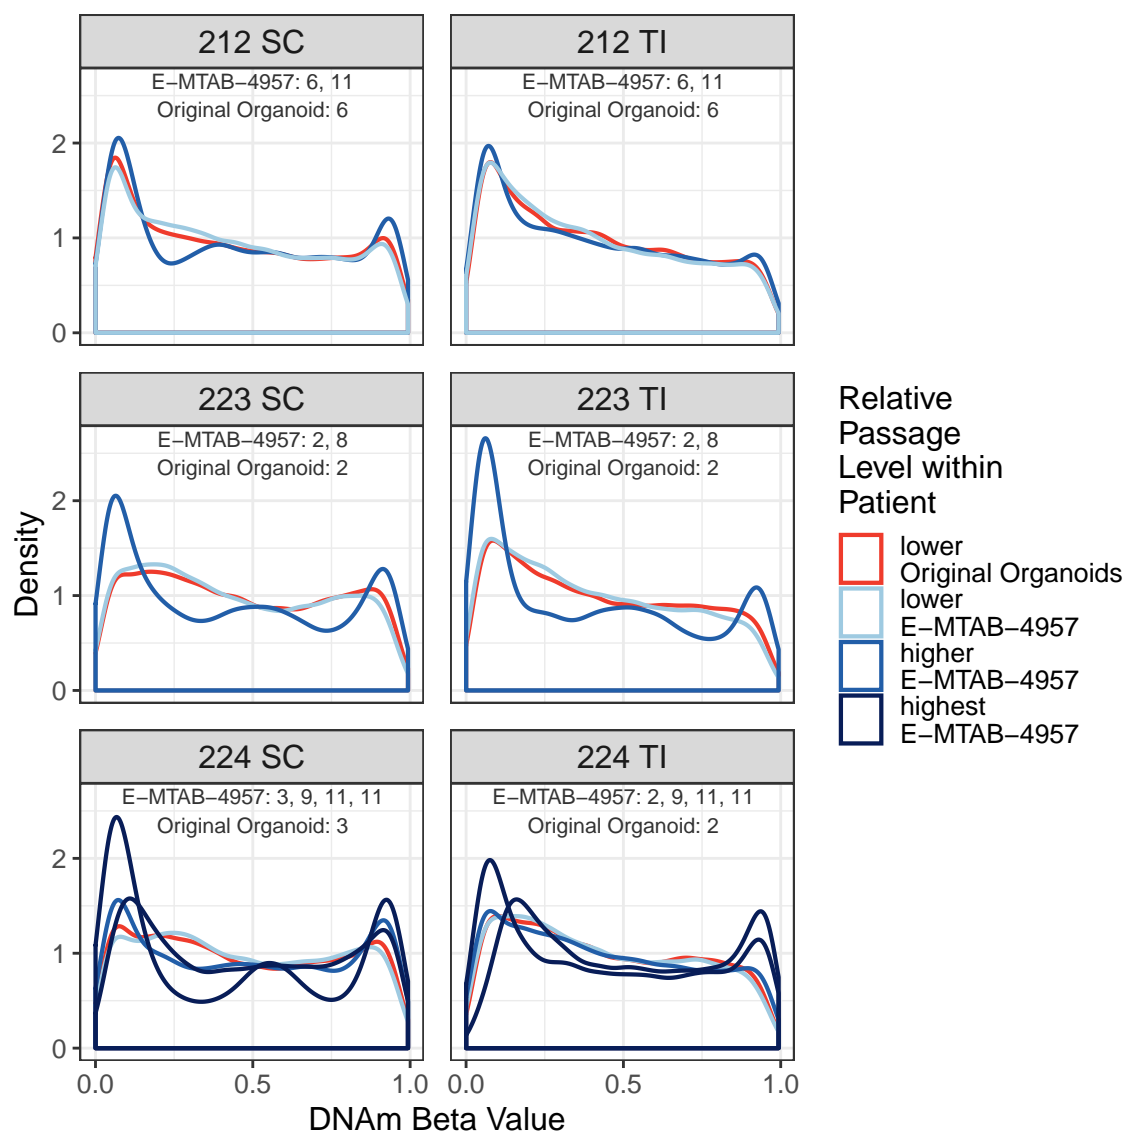 212 SC
212 TI
E−MTAB−4957: 6, 11
Original Organoid: 6
E−MTAB−4957: 6, 11
Original Organoid: 6
2
1
0
223 SC
223 TI
E−MTAB−4957: 2, 8
Original Organoid: 2
E−MTAB−4957: 2, 8
Original Organoid: 2
2
1
0
224 SC
224 TI
E−MTAB−4957: 3, 9, 11, 11
Original Organoid: 3
E−MTAB−4957: 2, 9, 11, 11
Original Organoid: 2
2
1
0
0.0
0.5
1.0
0.0
0.5
1.0
DNAm Beta Value
Density
Relative
Passage
Level within
Patient
lower
Original Organoids
lower
E−MTAB−4957
higher
E−MTAB−4957
highest
E−MTAB−4957